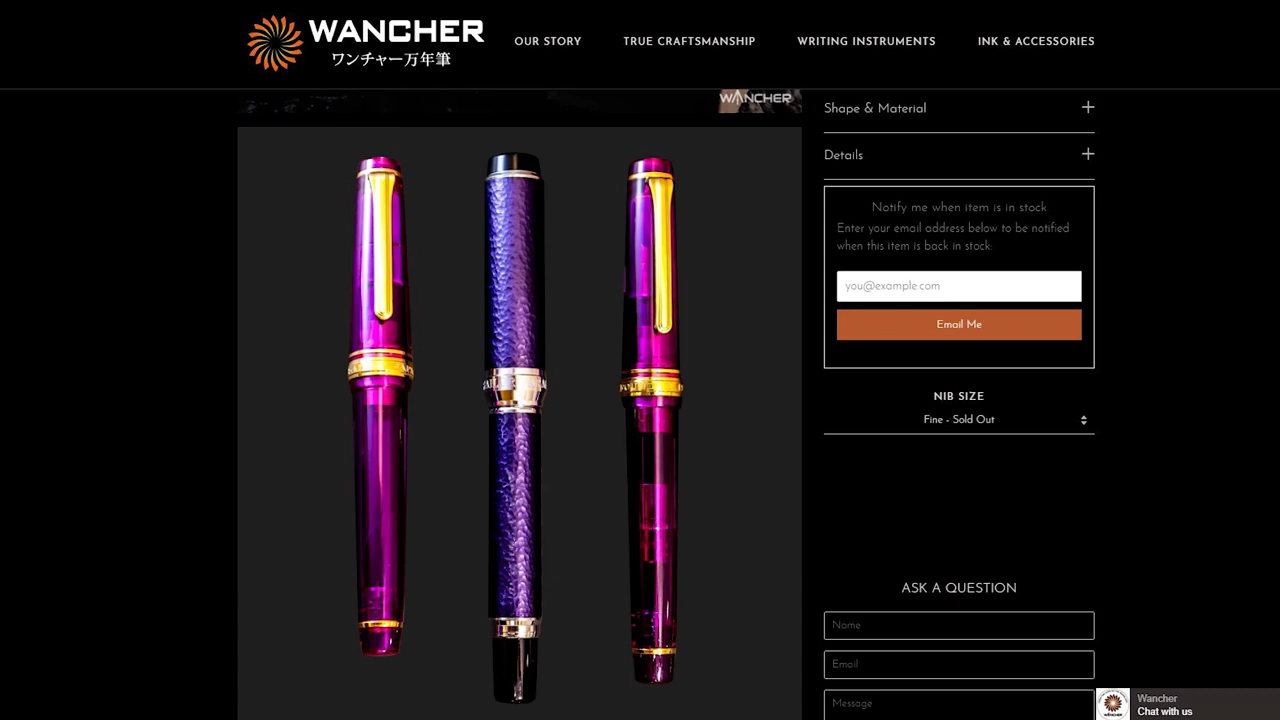 WANCHER
ワンチャー万年筆
OUR STORY
TRUE CRAFTSMANSHIP
WRITING INSTRUMENTS
INK & ACCESSORIES
WANCHER
Shape & Material
Details
Notify me when item is in stock
Enter your email address below to be notified
when this item is back in stock:
you@example.com
Email Me
NIB SIZE
Fine - Sold Out
ASK A QUESTION
Name
Email
Message
Wancher
Chat with us